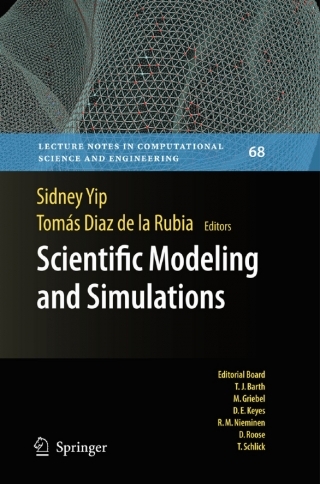 LECTURE NOTES IN COMPUTATIONAL
SCIENCE AND ENGINEERING
68
Sidney Yip
Tomás Diaz de la Rubia Editors
Scientific Modeling
and Simulations
Editorial Board
T. J. Barth
M. Griebel
D. E. Keyes
R. M. Nieminen
D. Roose
T. Schlick
Springer